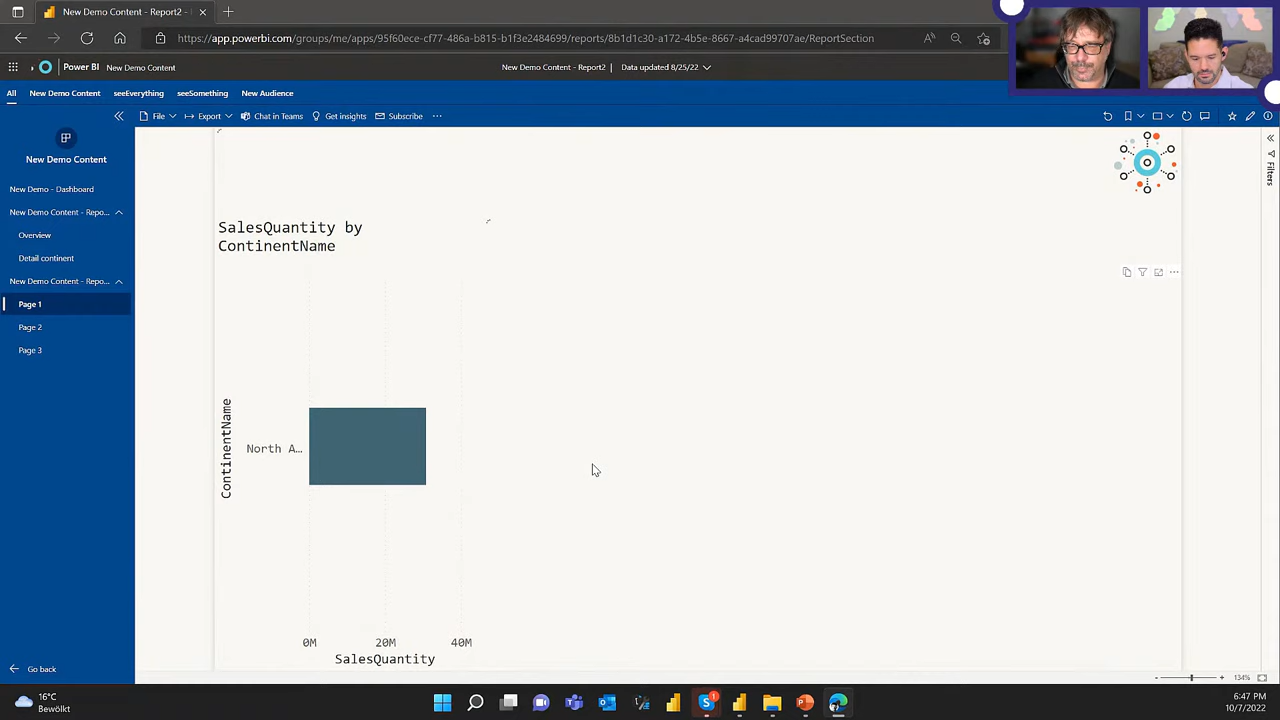 New Demo Content - Report2 -
https://app.powerbi.com/groups/me/apps/95f60ece-cf77-486a-b815-b1f3e2484699/reports/8b1d1c30-a172-4b5e-8667-a4cad99707ae/ReportSection
Power BI New Demo Content
New Demo Content - Report2 Data updated 8/25/22
All New Demo Content seeEverything seeSomething New Audience
File Export Chat in Teams Get insights Subscribe
New Demo Content
New Demo - Dashboard
New Demo Content - Repo...
Overview
Detail continent
New Demo Content - Repo...
Page 1
Page 2
Page 3
Go back
SalesQuantity by
ContinentName
ContinentName
North A...
0M 20M 40M
SalesQuantity
Filters
134%
16°C
Bewölkt
1
6:47 PM
10/7/2022